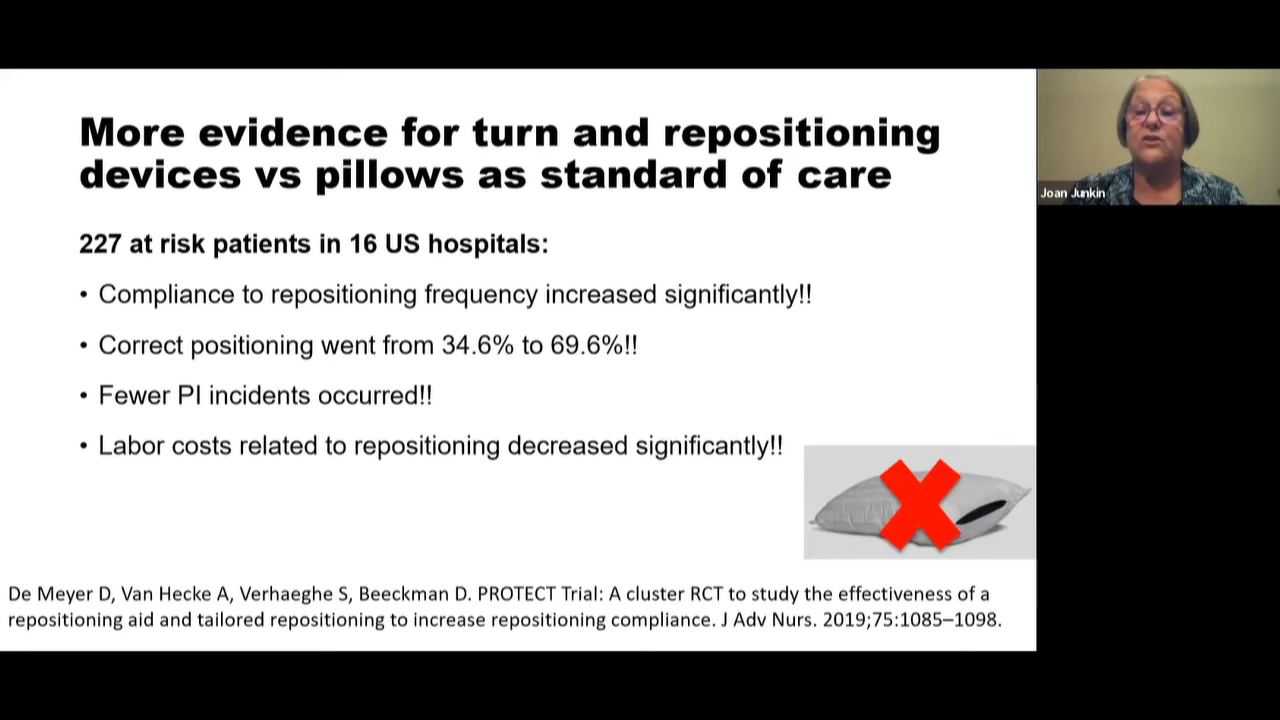 More evidence for turn and repositioning
devices vs pillows as standard of care
227 at risk patients in 16 US hospitals:
• Compliance to repositioning frequency increased significantly!!
• Correct positioning went from 34.6% to 69.6%!!
• Fewer PI incidents occurred!!
• Labor costs related to repositioning decreased significantly!!
De Meyer D, Van Hecke A, Verhaeghe S, Beeckman D. PROTECT Trial: A cluster RCT to study the effectiveness of a
repositioning aid and tailored repositioning to increase repositioning compliance. J Adv Nurs. 2019;75:1085–1098.
Joan Junkin